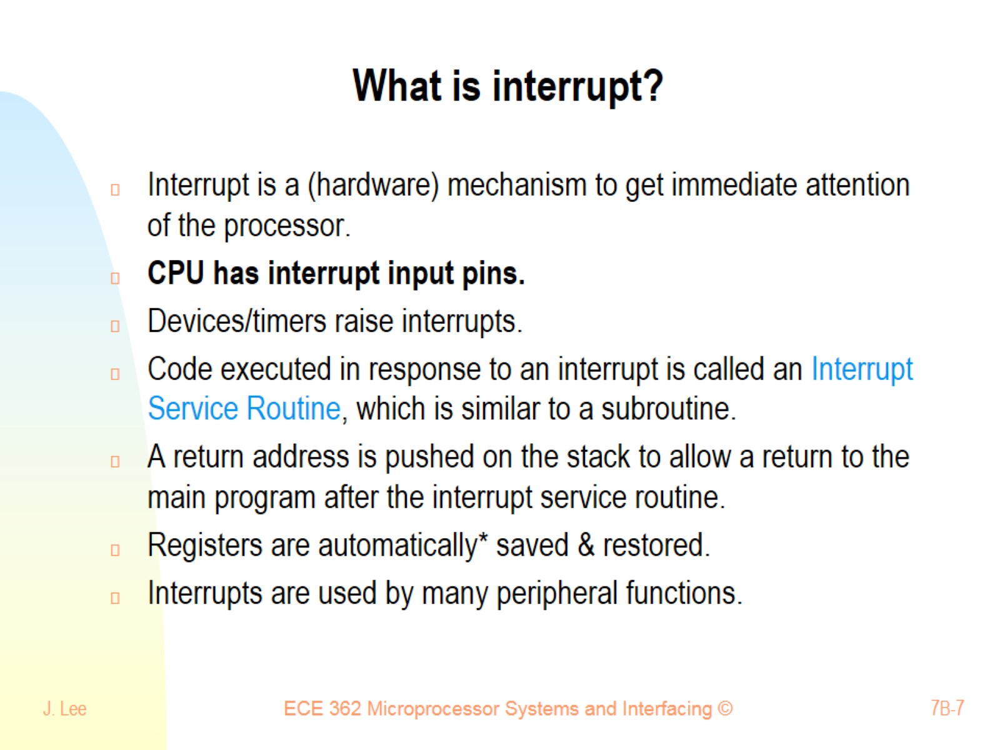 What is interrupt?
Interrupt is a (hardware) mechanism to get immediate attention
of the processor.
CPU has interrupt input pins.
Devices/timers raise interrupts.
Code executed in response to an interrupt is called an Interrupt
Service Routine, which is similar to a subroutine.
A return address is pushed on the stack to allow a return to the
main program after the interrupt service routine.
Registers are automatically* saved & restored.
Interrupts are used by many peripheral functions.
J. Lee
ECE 362 Microprocessor Systems and Interfacing ©
7B-7